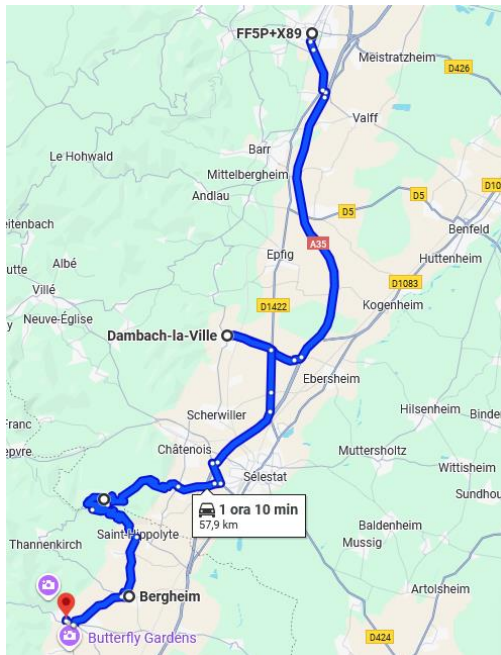 FF5P+X89
Meistratzheim
D426
Valff
Barr
Le Hohwald
Mittelbergheim
Andlau
D5
D5
D10
eitenbach
Benfeld
A35
Huttenheim
Albé
Epfig
utte
D1083
Villé
Kogenheim
D1422
Neuve-Église
Dambach-la-Ville
Ebersheim
Scherwiller
Hilsenheim
Binde
Franc
Châtenois
epvre
Muttersholtz
Sélestat
Wittisheim
1 ora 10 min
57,9 km
Sundhou
Baldenheim
Saint-Hippolyte
Thannenkirch
Mussig
Artolsheim
Bergheim
Butterfly Gardens
D424